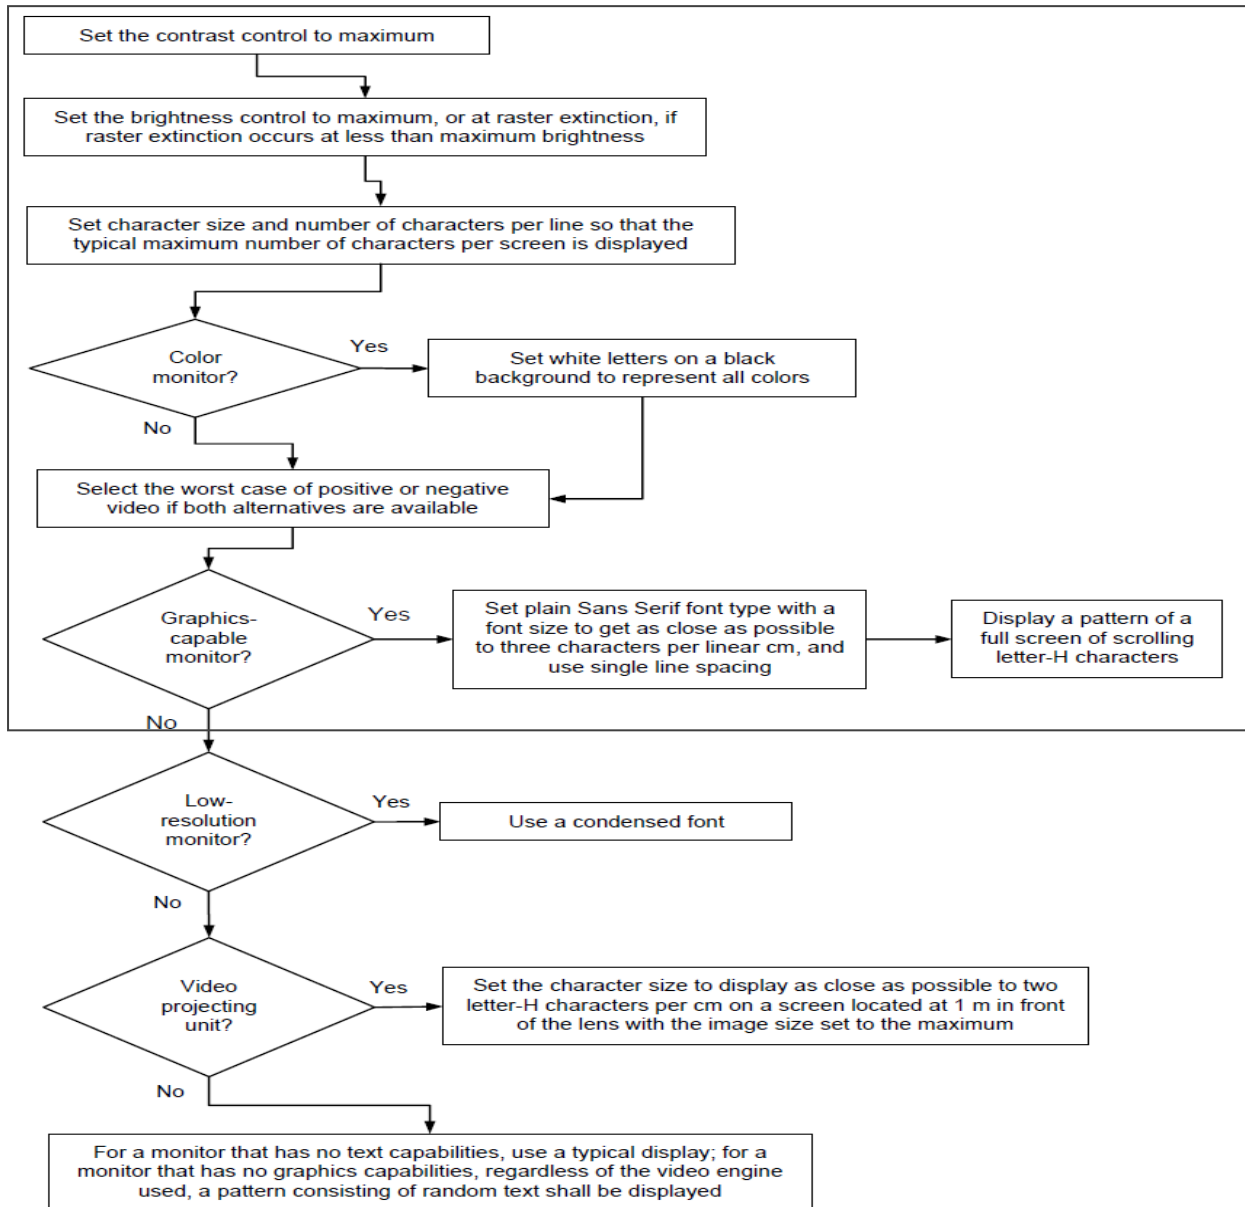 Set the contrast control to maximum
Set the brightness control to maximum, or at raster extinction, if
raster extinction occurs at less than maximum brightness
Set character size and number of characters per line so that the
typical maximum number of characters per screen is displayed
Color
monitor?
Yes
Set white letters on a black
background to represent all colors
No
Select the worst case of positive or negative
video if both alternatives are available
Graphics-
capable
monitor?
Yes
Set plain Sans Serif font type with a
font size to get as close as possible
to three characters per linear cm, and
use single line spacing
Display a pattern of a
full screen of scrolling
letter-H characters
No
Low-
resolution
monitor?
Yes
Use a condensed font
No
Video
projecting
unit?
Yes
Set the character size to display as close as possible to two
letter-H characters per cm on a screen located at 1 m in front
of the lens with the image size set to the maximum
No
For a monitor that has no text capabilities, use a typical display; for a
monitor that has no graphics capabilities, regardless of the video engine
used, a pattern consisting of random text shall be displayed